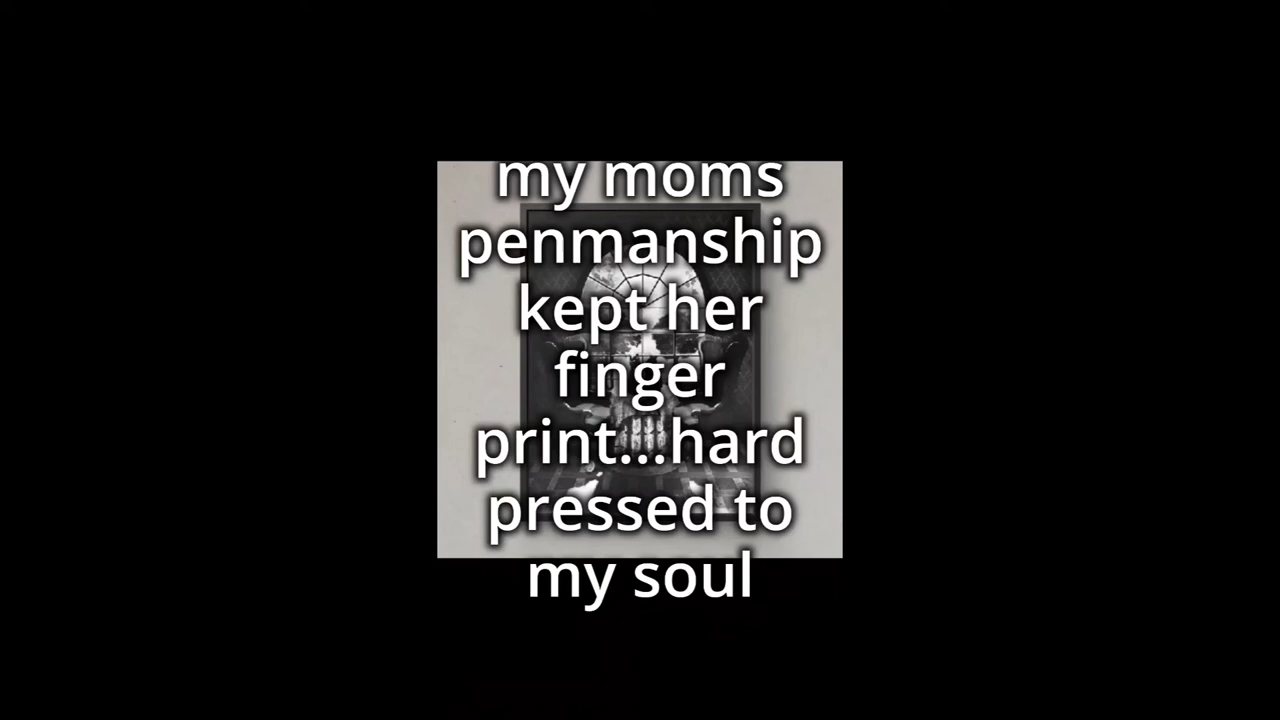 my moms
penmanship
kept her
finger
print...hard
pressed to
my soul